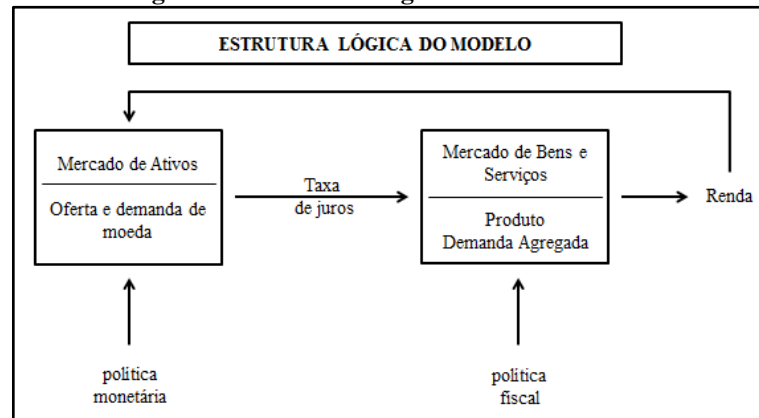 ESTRUTURA LÓGICA DO MODELO
Mercado de Ativos
Oferta e demanda de
moeda
Taxa
de juros
Mercado de Bens e
Serviços
Produto
Demanda Agregada
Renda
política
monetária
política
fiscal